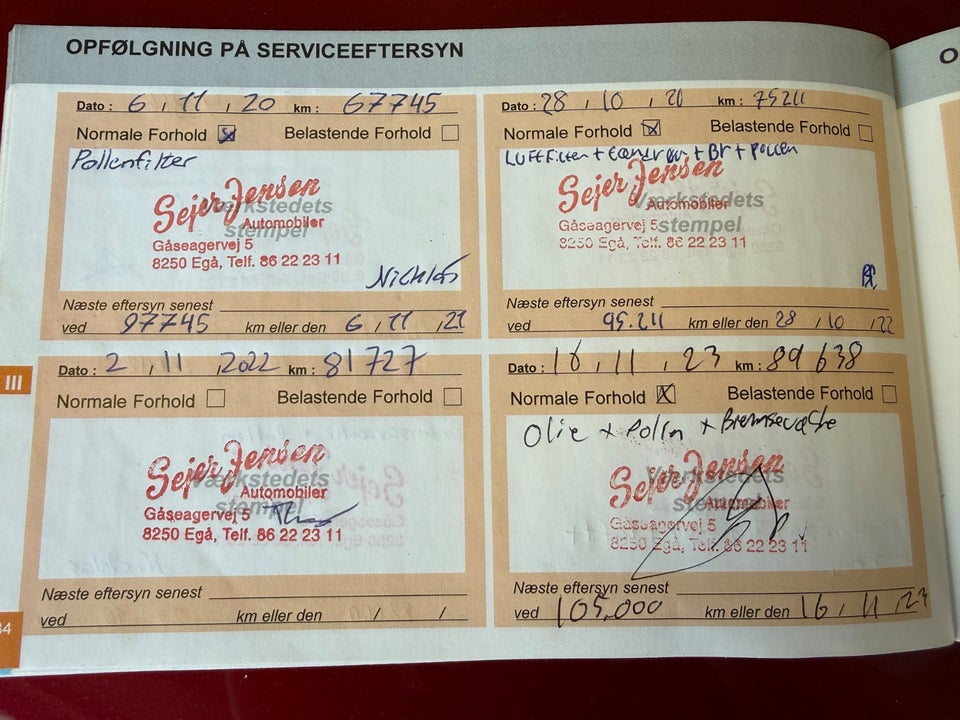 OPFØLGNING PÅ SERVICEEFTERSYN
O
Dato : 6 / 11 / 20 km : 67745
Normale Forhold Belastende Forhold
Pollenfilter
Sejer Jensen
Værkstedets
Automobiler
stempel
Gåseagervej 5
8250 Egå, Telf. 86 22 23 11
Nicklas
Næste eftersyn senest
ved 97745 km eller den 6 / 11 / 21
Dato : 28 / 10 / 21 km : 75211
Normale Forhold Belastende Forhold
Luftfilter + tændrør + Br + pollen
Sejer Jensen
Værkstedets
Automobiler
stempel
Gåseagervej 5
8250 Egå, Telf. 86 22 23 11
Næste eftersyn senest
ved 95.211 km eller den 28 / 10 / 22
III
Dato : 2 / 11 / 2022 km : 81727
Normale Forhold Belastende Forhold
Sejer Jensen
Værkstedets
Automobiler
stempel
Gåseagervej 5
8250 Egå, Telf. 86 22 23 11
Næste eftersyn senest
ved km eller den / /
Dato : 16 / 11 / 23 km : 89638
Normale Forhold Belastende Forhold
Olie + Polln + Bremsevæske
Sejer Jensen
Værkstedets
Automobiler
stempel
Gåseagervej 5
8250 Egå, Telf. 86 22 23 11
Næste eftersyn senest
ved 105,000 km eller den 16 / 11 / 23